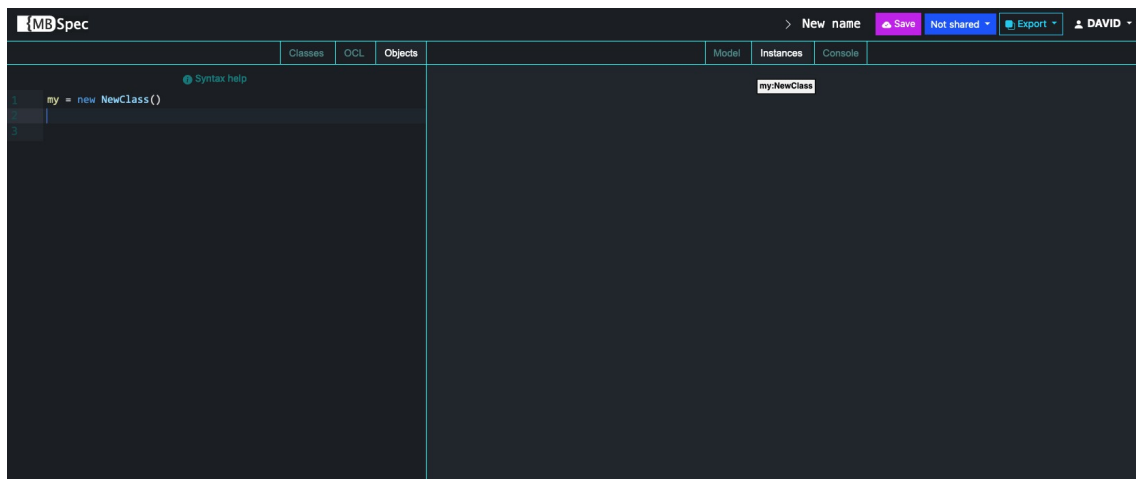 {MB}Spec
> New name
Save
Not shared
Export
DAVID
Classes
OCL
Objects
Model
Instances
Console
Syntax help
1 my = new NewClass()
2
3
my:NewClass